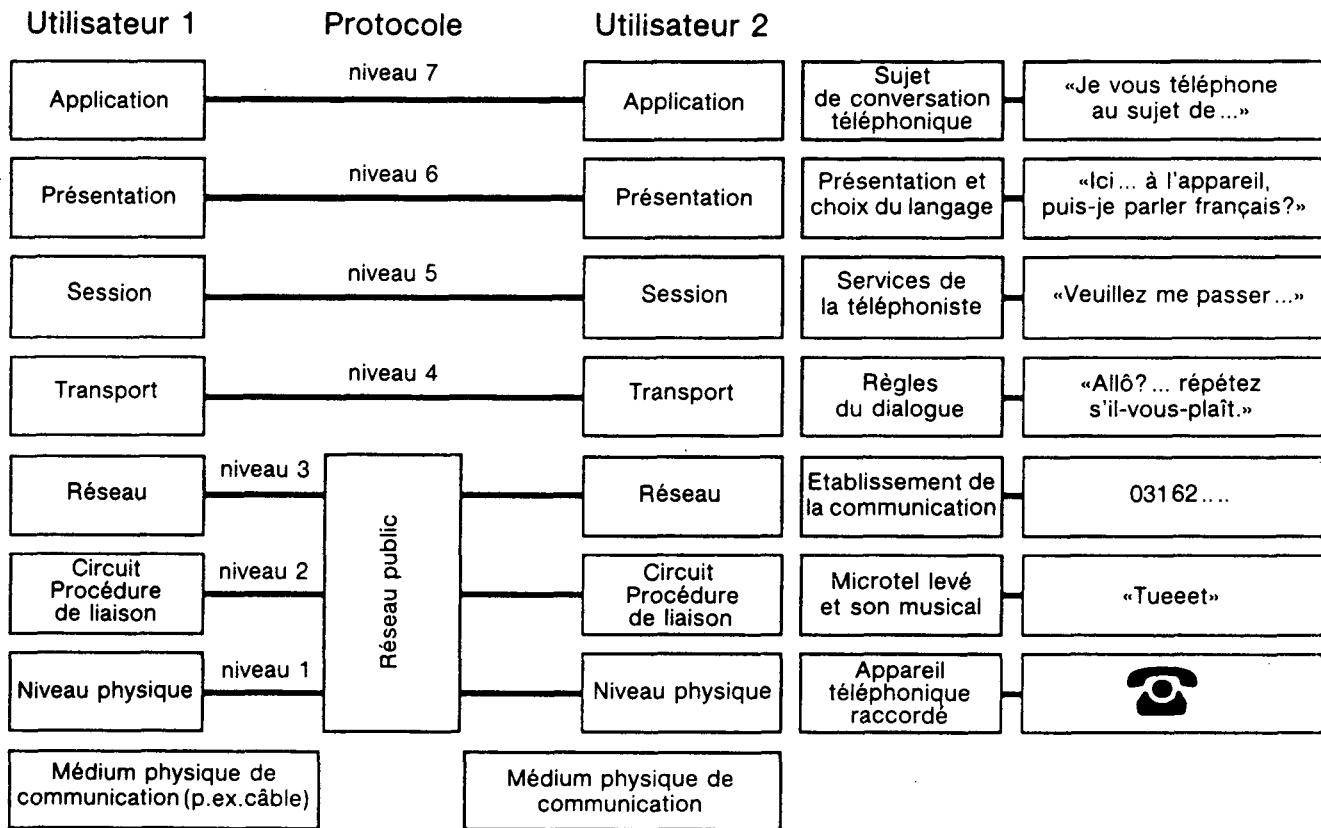 Utilisateur 1 Protocole Utilisateur 2
Application
niveau 7
Application
Sujet
de conversation
téléphonique
«Je vous téléphone
au sujet de...»
Présentation
niveau 6
Présentation
Présentation et
choix du langage
«Ici... à l'appareil,
puis-je parler français?»
Session
niveau 5
Session
Services de
la téléphoniste
«Veuillez me passer...»
Transport
niveau 4
Transport
Règles
du dialogue
«Allô?... répétez
s'il-vous-plaît.»
Réseau
niveau 3
Réseau public
Réseau
Etablissement de
la communication
03162....
Circuit
Procédure
de liaison
niveau 2
Circuit
Procédure
de liaison
Microtel levé
et son musical
«Tueeet»
Niveau physique
niveau 1
Niveau physique
Appareil
téléphonique
raccordé
Médium physique de
communication (p.ex.câble)
Médium physique de
communication